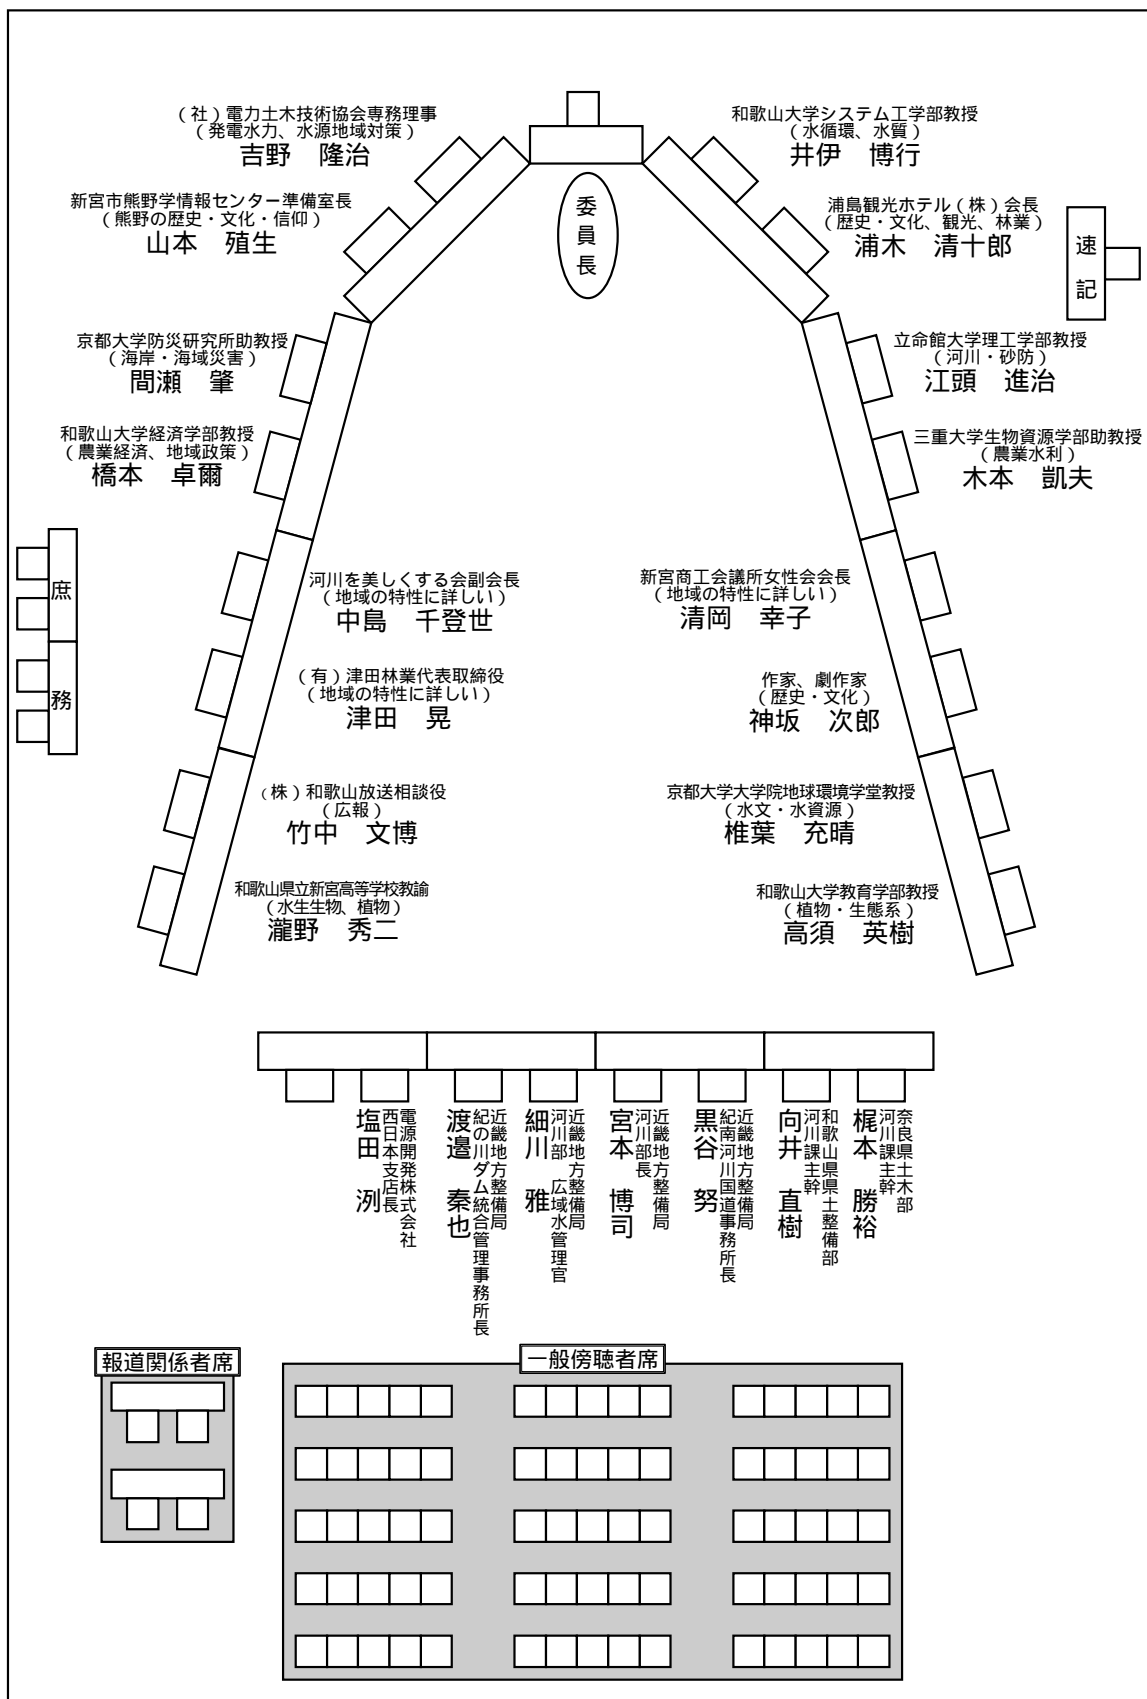 (社)電力土木技術協会専務理事
(発電水力、水源地域対策)
吉野　隆治
和歌山大学システム工学部教授
(水循環、水質)
井伊　博行
委員長
新宮市熊野学情報センター準備室長
(熊野の歴史・文化・信仰)
山本　殖生
浦島観光ホテル(株)会長
(歴史・文化、観光、林業)
浦木　清十郎
速記
京都大学防災研究所助教授
(海岸・海域災害)
間瀬　肇
立命館大学理工学部教授
(河川・砂防)
江頭　進治
和歌山大学経済学部教授
(農業経済、地域政策)
橋本　卓爾
三重大学生物資源学部助教授
(農業水利)
木本　凱夫
庶務
河川を美しくする会副会長
(地域の特性に詳しい)
中島　千登世
新宮商工会議所女性会会長
(地域の特性に詳しい)
清岡　幸子
(有)津田林業代表取締役
(地域の特性に詳しい)
津田　晃
作家、劇作家
(歴史・文化)
神坂　次郎
(株)和歌山放送相談役
(広報)
竹中　文博
京都大学大学院地球環境学堂教授
(水文・水資源)
椎葉　充晴
和歌山県立新宮高等学校教諭
(水生生物、植物)
瀧野　秀二
和歌山大学教育学部教授
(植物・生態系)
高須　英樹
電源開発株式会社
西日本支店長
塩田　洌
近畿地方整備局
紀の川ダム統合管理事務所長
渡邉　秦也
近畿地方整備局
河川部　広域水管理官
細川　雅
近畿地方整備局
河川部長
宮本　博司
近畿地方整備局
紀南河川国道事務所長
黒谷　努
和歌山県県土整備部
河川課主幹
向井　直樹
奈良県土木部
河川課主幹
梶本　勝裕
報道関係者席
一般傍聴者席